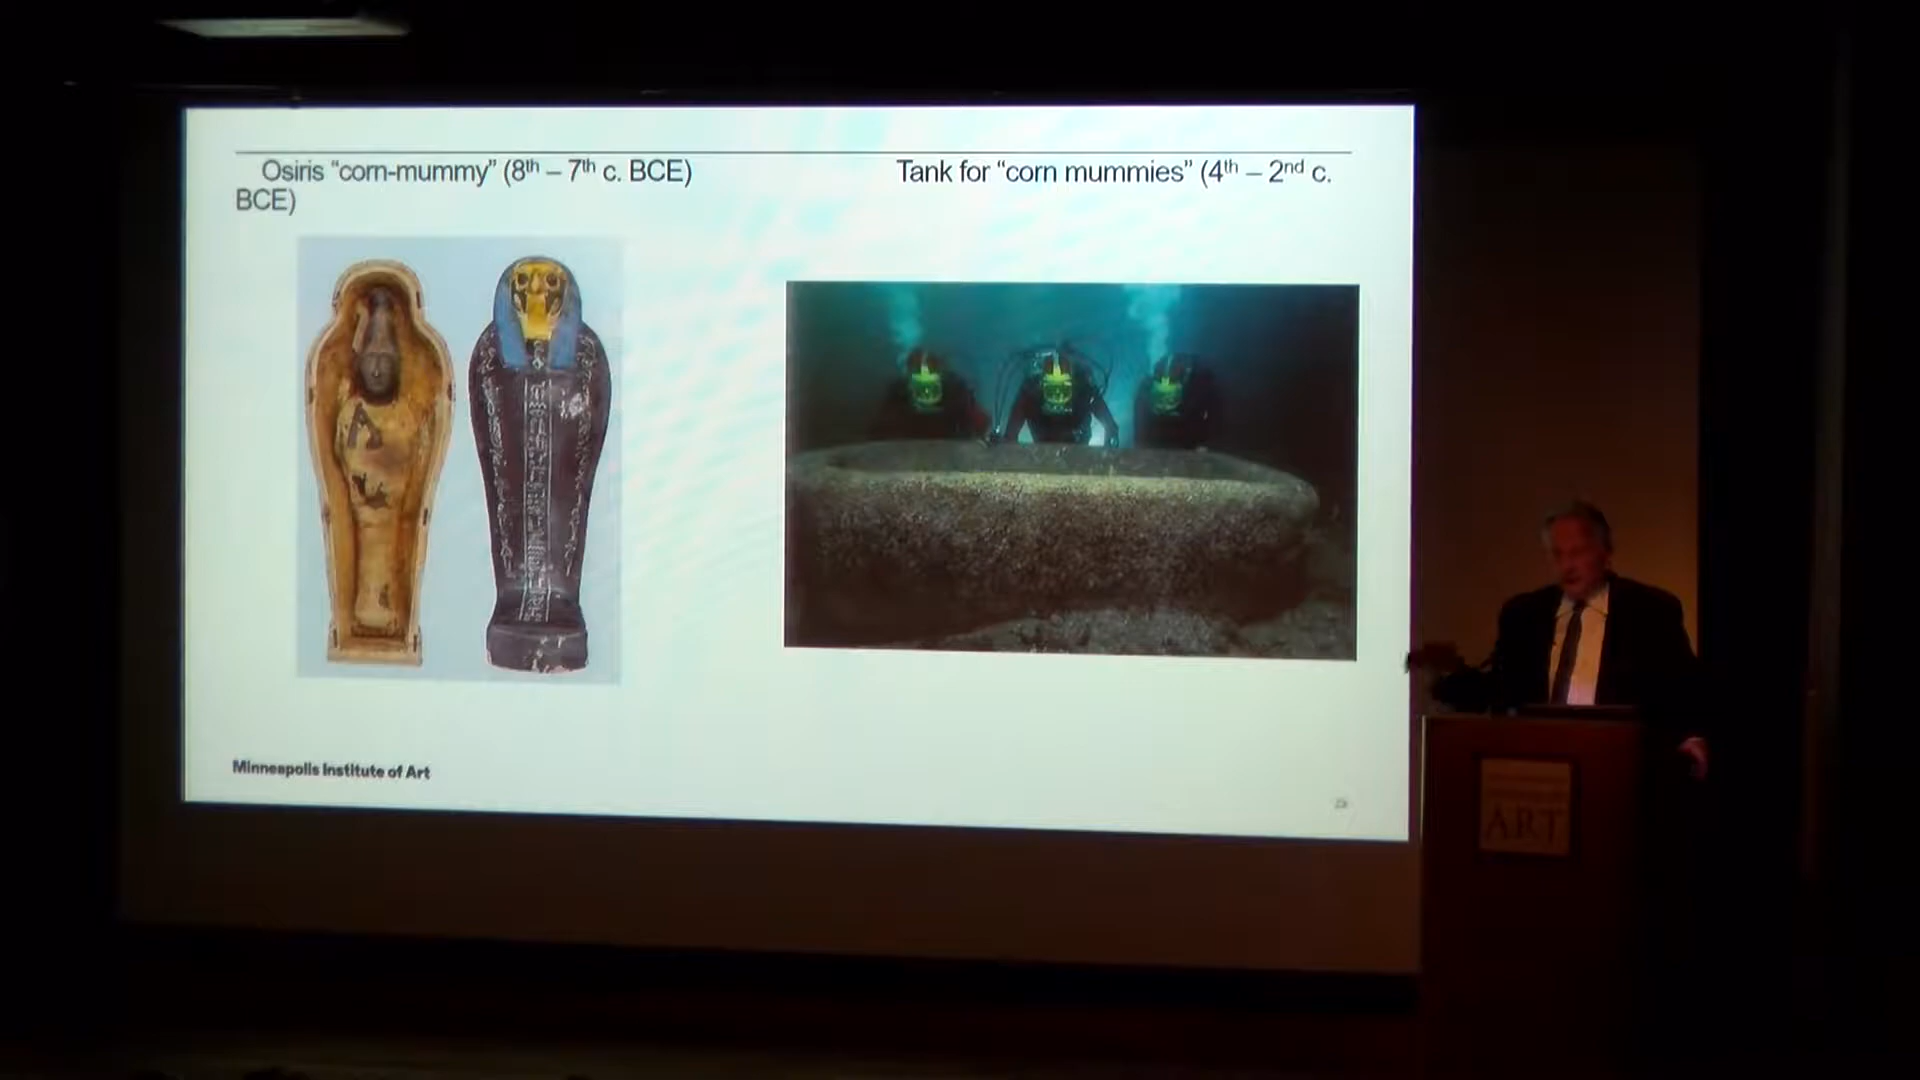 Osiris “corn-mummy” (8th – 7th c. BCE) Tank for “corn mummies” (4th – 2nd c.
BCE)
Minneapolis Institute of Art
ART